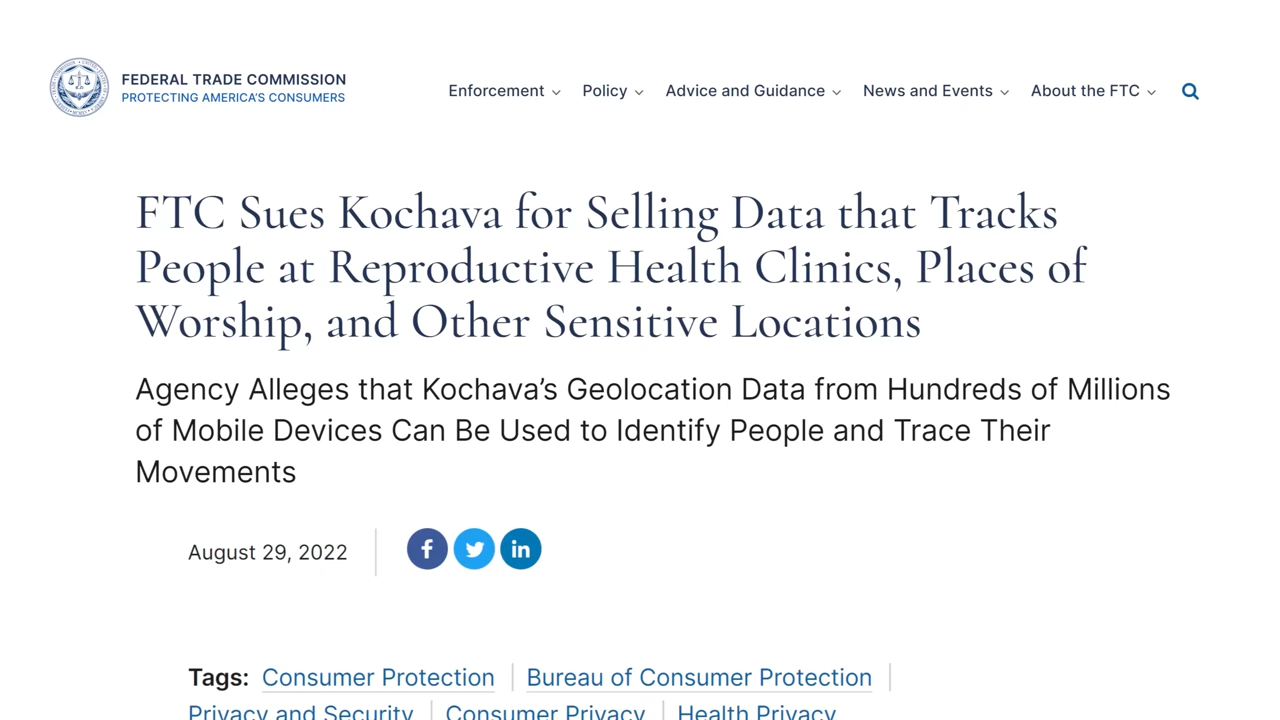 FEDERAL TRADE COMMISSION
PROTECTING AMERICA'S CONSUMERS
Enforcement Policy Advice and Guidance News and Events About the FTC
FTC Sues Kochava for Selling Data that Tracks
People at Reproductive Health Clinics, Places of
Worship, and Other Sensitive Locations
Agency Alleges that Kochava’s Geolocation Data from Hundreds of Millions
of Mobile Devices Can Be Used to Identify People and Trace Their
Movements
August 29, 2022
Tags: Consumer Protection Bureau of Consumer Protection
Privacy and Security Consumer Privacy Health Privacy